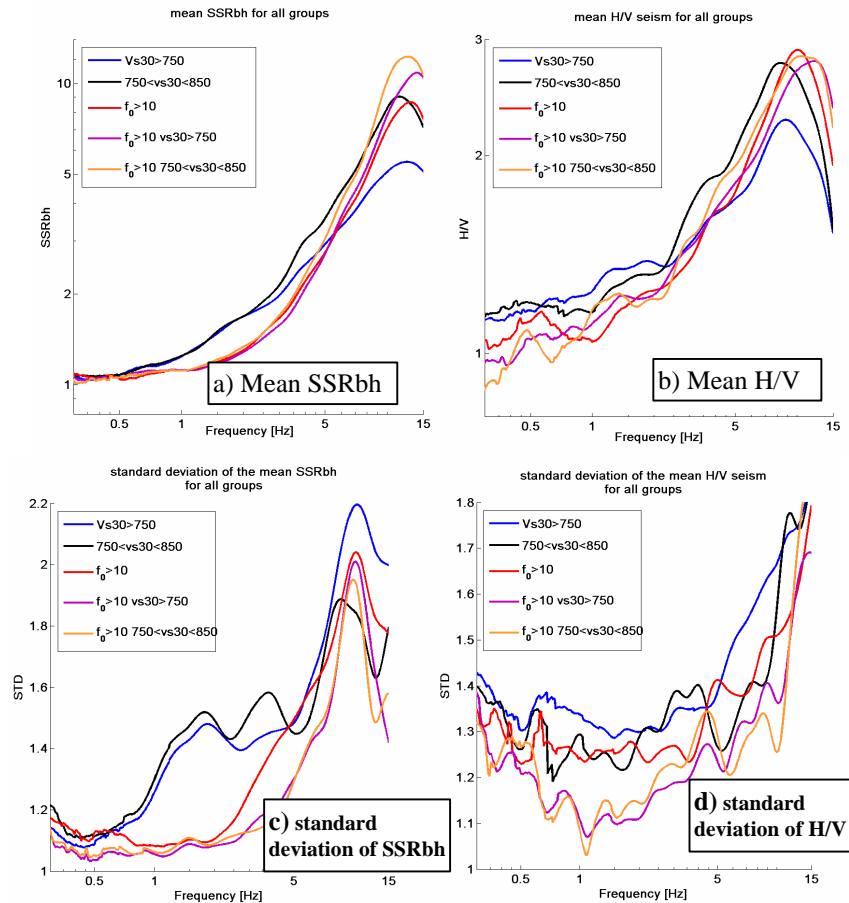 mean SSRbh for all groups
Vs30>750
750<vs30<850
f0>10
f0>10 vs30>750
f0>10 750<vs30<850
10
5
2
1
SSRbh
0.5
1
5
15
Frequency [Hz]
a) Mean SSRbh
mean H/V seism for all groups
Vs30>750
750<vs30<850
f0>10
f0>10 vs30>750
f0>10 750<vs30<850
3
2
1
H/V
0.5
1
5
15
Frequency [Hz]
b) Mean H/V
standard deviation of the mean SSRbh
for all groups
Vs30>750
750<vs30<850
f0>10
f0>10 vs30>750
f0>10 750<vs30<850
2.2
2
1.8
1.6
1.4
1.2
1
STD
0.5
1
5
15
Frequency [Hz]
c) standard
deviation of SSRbh
standard deviation of the mean H/V seism
for all groups
Vs30>750
750<vs30<850
f0>10
f0>10 vs30>750
f0>10 750<vs30<850
1.8
1.7
1.6
1.5
1.4
1.3
1.2
1.1
1
STD
0.5
1
5
15
Frequency [Hz]
d) standard
deviation of H/V